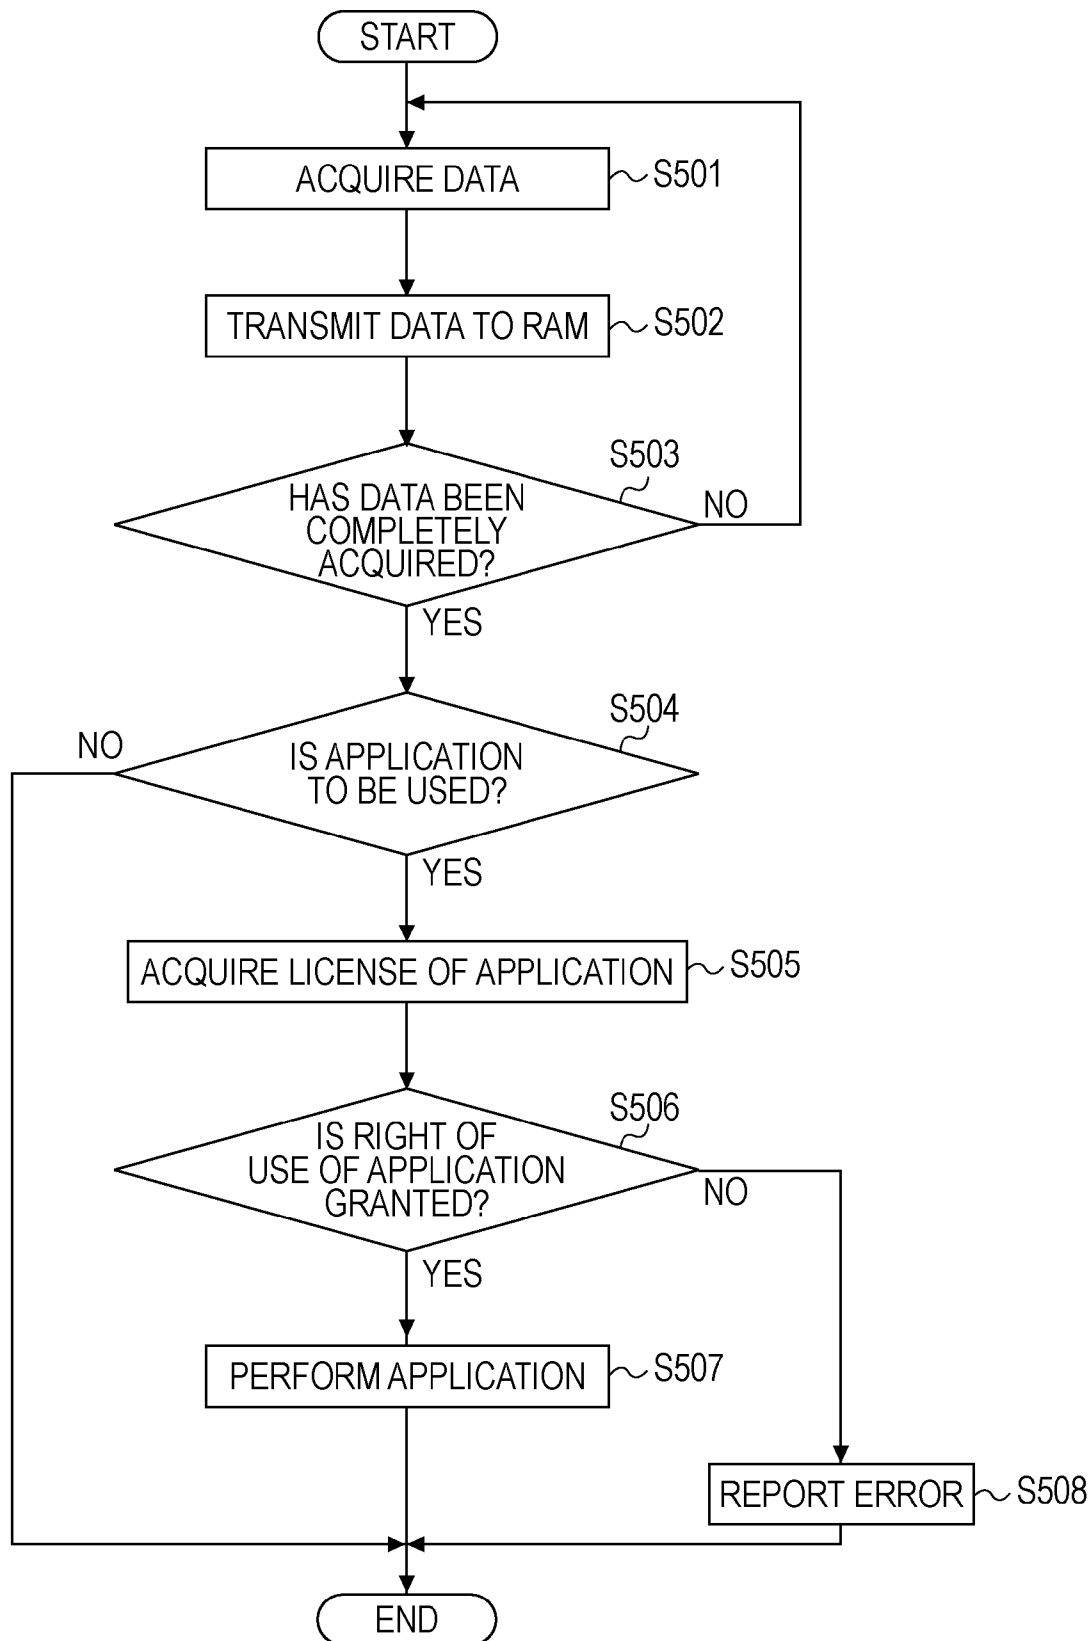 START
ACQUIRE DATA
S501
TRANSMIT DATA TO RAM
S502
S503
HAS DATA BEEN
COMPLETELY
ACQUIRED?
NO
YES
S504
NO
IS APPLICATION
TO BE USED?
YES
ACQUIRE LICENSE OF APPLICATION
S505
S506
IS RIGHT OF
USE OF APPLICATION
GRANTED?
NO
YES
PERFORM APPLICATION
S507
REPORT ERROR
S508
END